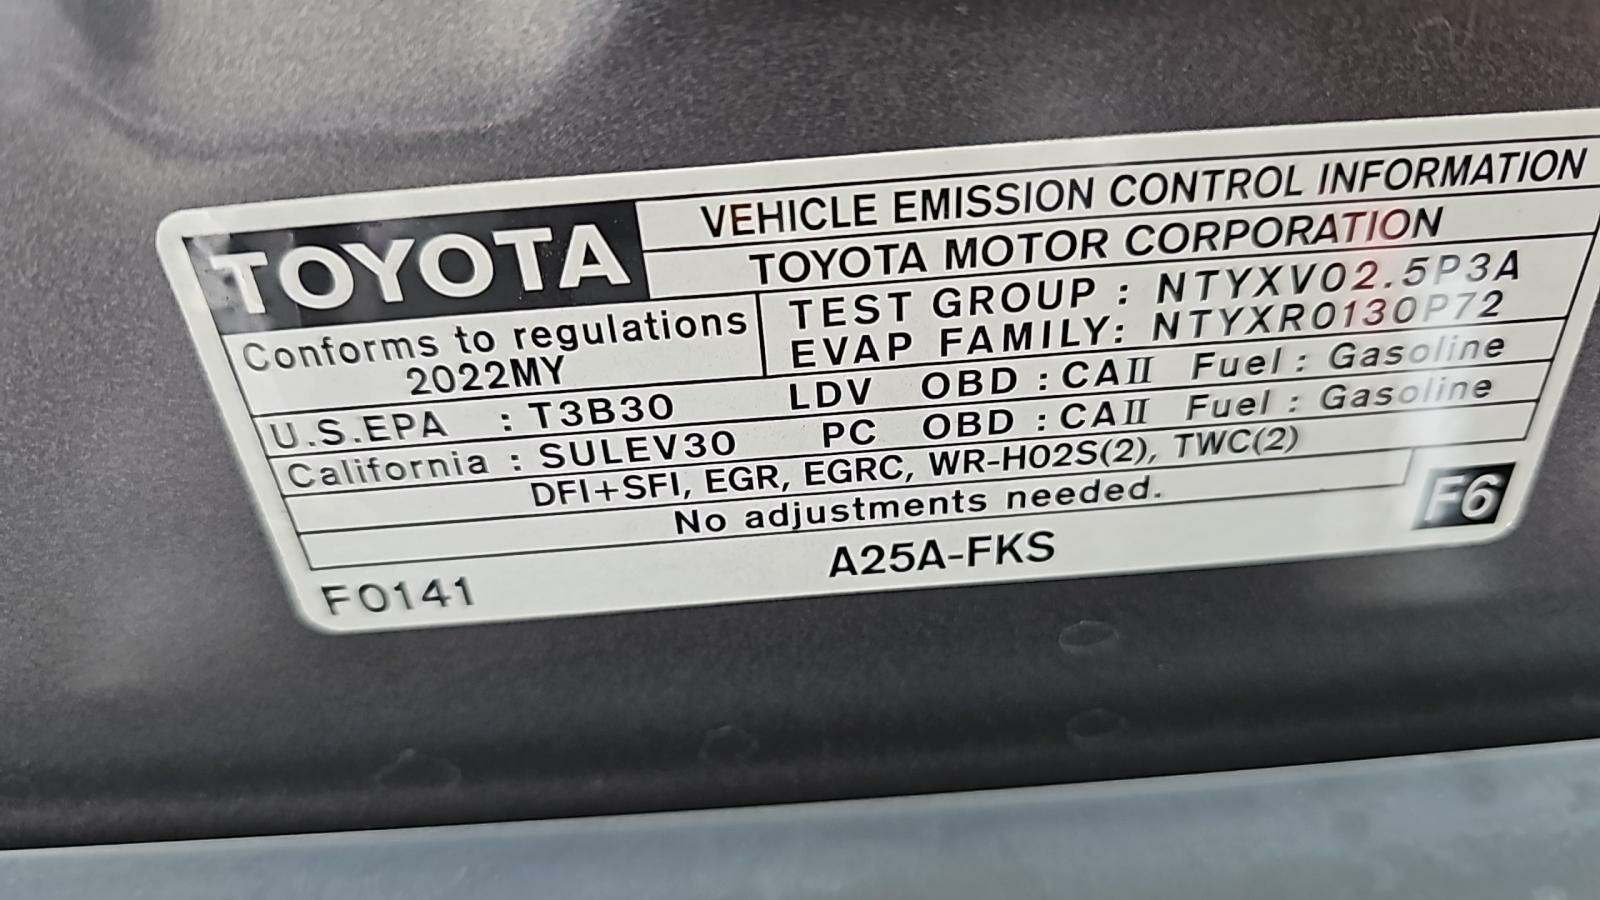 TOYOTA
VEHICLE EMISSION CONTROL INFORMATION
TOYOTA MOTOR CORPORATION
Conforms to regulations
2022MY
TEST GROUP : NTYXV02.5P3A
EVAP FAMILY: NTYXR0130P72
U.S.EPA : T3B30 LDV OBD : CAII Fuel : Gasoline
California : SULEV30 PC OBD : CAII Fuel : Gasoline
DFI+SFI, EGR, EGRC, WR-HO2S(2), TWC(2)
No adjustments needed.
F0141 A25A-FKS F6